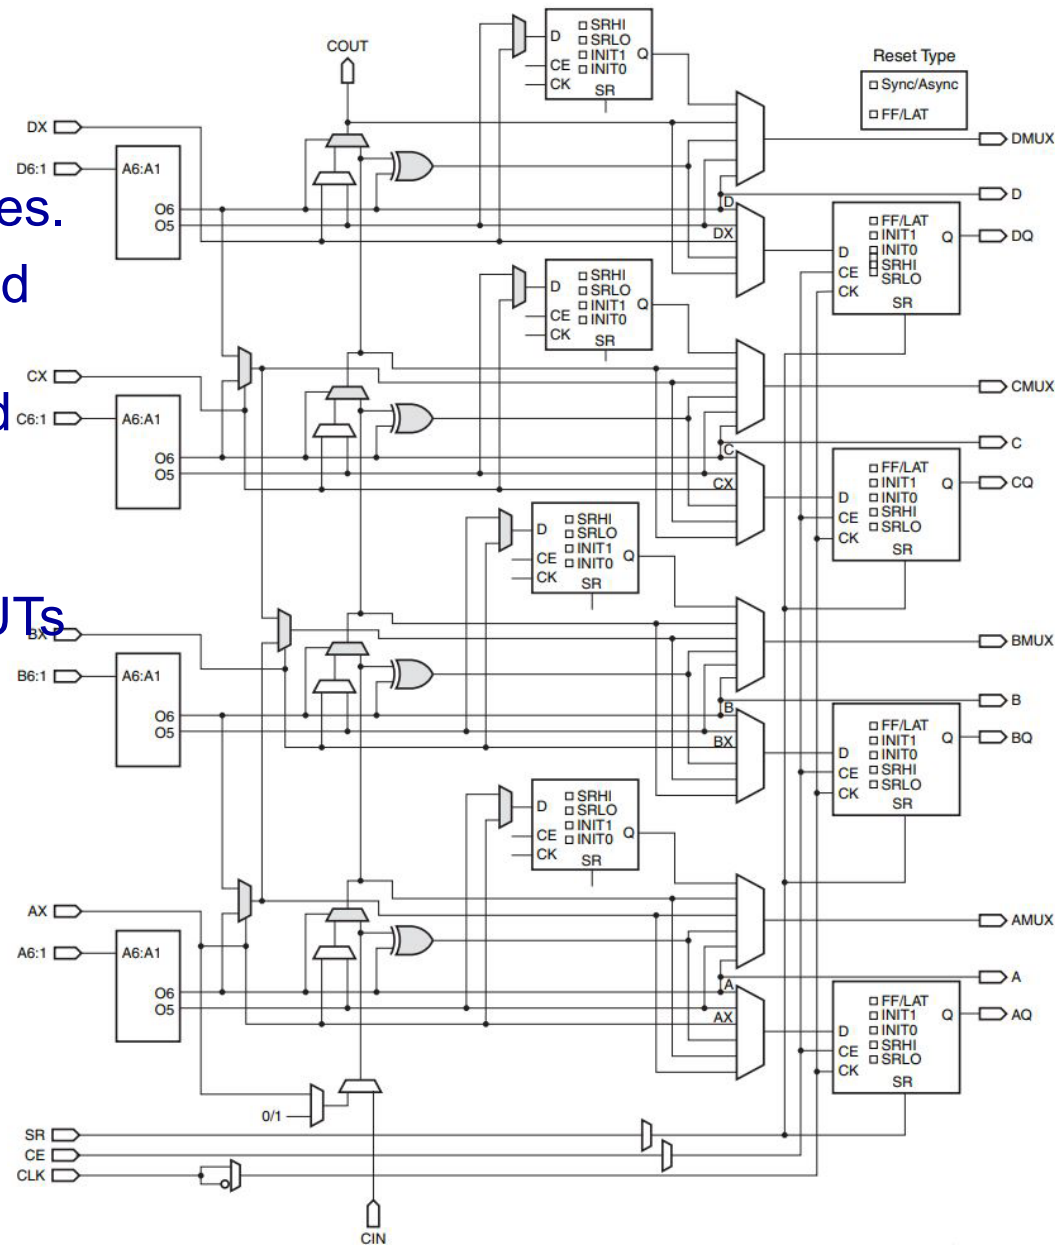 COUT
Reset Type
Sync/Async
FF/LAT
SRHI
D SRLO
INIT1 Q
CE INIT0
CK
SR
DX
D6:1
A6:A1
O6
O5
DMUX
D
D
DX
FF/LAT
INIT1 Q
INIT0
D SRHI
CE SRLO
CK
SR
DQ
es.
d
SRHI
D SRLO
INIT1 Q
CE INIT0
CK
SR
CX
C6:1
d
A6:A1
O6
O5
CMUX
C
C
CX
FF/LAT
INIT1 Q
INIT0
D SRHI
CE SRLO
CK
SR
CQ
SRHI
D SRLO
INIT1 Q
CE INIT0
CK
SR
UTs
BX
B6:1
A6:A1
O6
O5
BMUX
B
B
BX
FF/LAT
INIT1 Q
INIT0
D SRHI
CE SRLO
CK
SR
BQ
SRHI
D SRLO
INIT1 Q
CE INIT0
CK
SR
AX
A6:1
A6:A1
O6
O5
AMUX
A
A
AX
FF/LAT
INIT1 Q
INIT0
D SRHI
CE SRLO
CK
SR
AQ
0/1
SR
CE
CLK
CIN